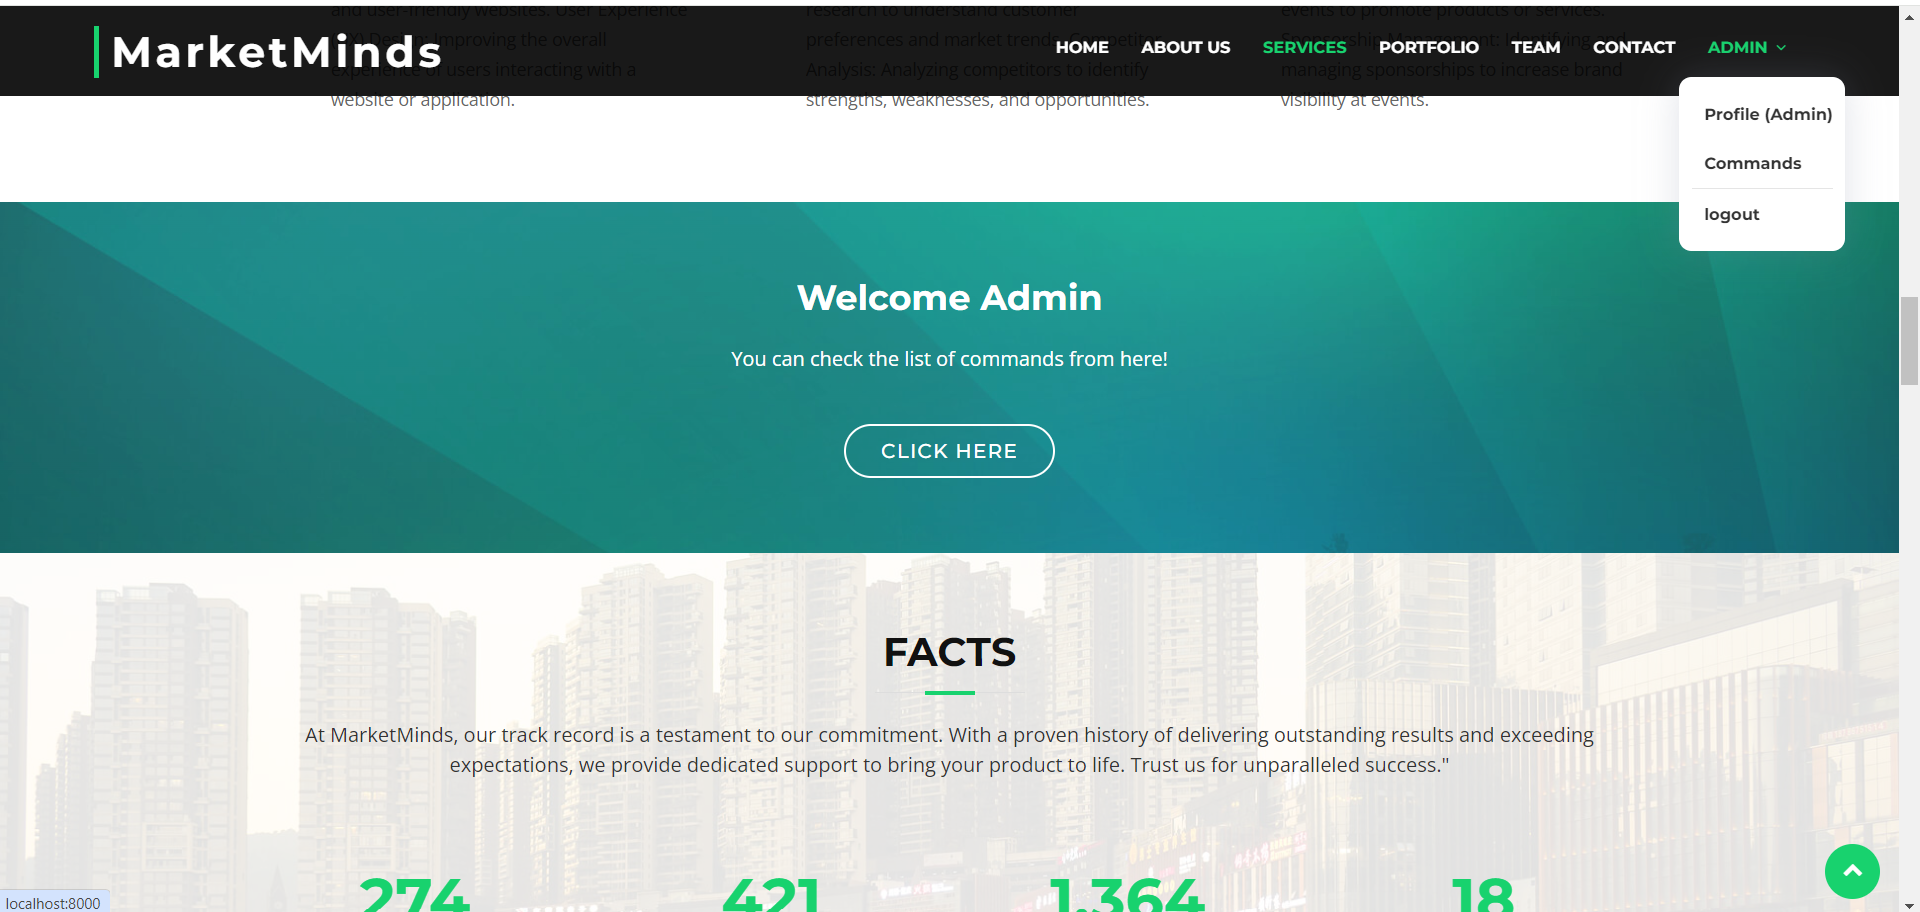 and user-friendly websites. User Experience
(UX) Design: Improving the overall
experience of users interacting with a
website or application.
research to understand customer
preferences and market trends. Competitor
Analysis: Analyzing competitors to identify
strengths, weaknesses, and opportunities.
events to promote products or services.
Sponsorship Management: Identifying and
managing sponsorships to increase brand
visibility at events.
MarketMinds
HOME ABOUT US SERVICES PORTFOLIO TEAM CONTACT ADMIN
Profile (Admin)
Commands
logout
Welcome Admin
You can check the list of commands from here!
CLICK HERE
FACTS
At MarketMinds, our track record is a testament to our commitment. With a proven history of delivering outstanding results and exceeding
expectations, we provide dedicated support to bring your product to life. Trust us for unparalleled success."
274 421 1,364 18
localhost:8000